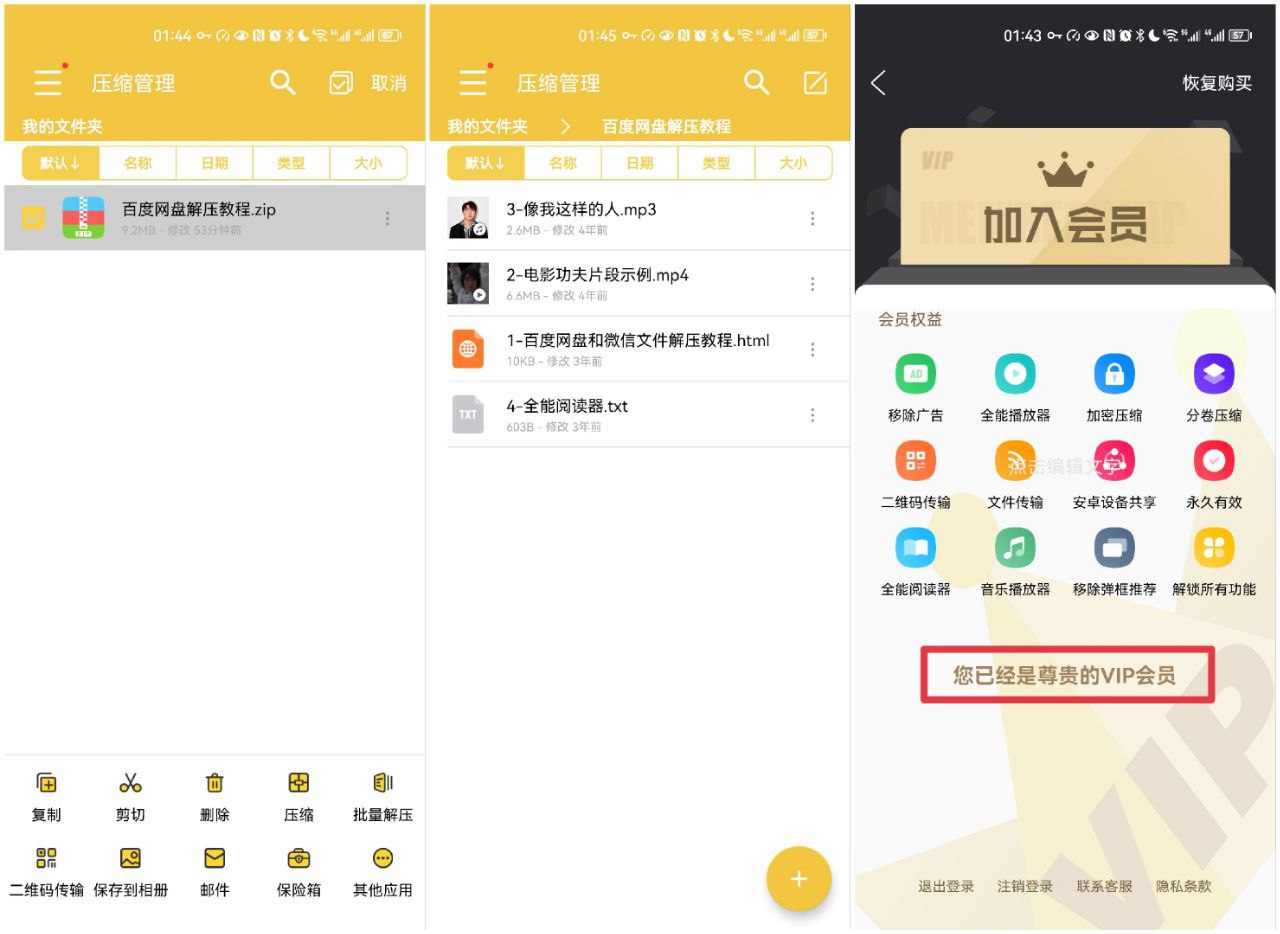 01:44
57
压缩管理
取消
我的文件夹
默认↓ 名称 日期 类型 大小
百度网盘解压教程.zip
9.2MB - 修改 53分钟前
复制 剪切 删除 压缩 批量解压
二维码传输 保存到相册 邮件 保险箱 其他应用
01:45
57
压缩管理
我的文件夹 > 百度网盘解压教程
默认↓ 名称 日期 类型 大小
3-像我这样的人.mp3
2.6MB - 修改 4年前
2-电影功夫片段示例.mp4
6.6MB - 修改 4年前
1-百度网盘和微信文件解压教程.html
10KB - 修改 3年前
TXT
4-全能阅读器.txt
603B - 修改 3年前
+
01:43
57
恢复购买
VIP
加入会员
会员权益
AD
移除广告 全能播放器 加密压缩 分卷压缩
点击编辑文字
二维码传输 文件传输 安卓设备共享 永久有效
全能阅读器 音乐播放器 移除弹框推荐 解锁所有功能
您已经是尊贵的VIP会员
VIP
退出登录 注销登录 联系客服 隐私条款